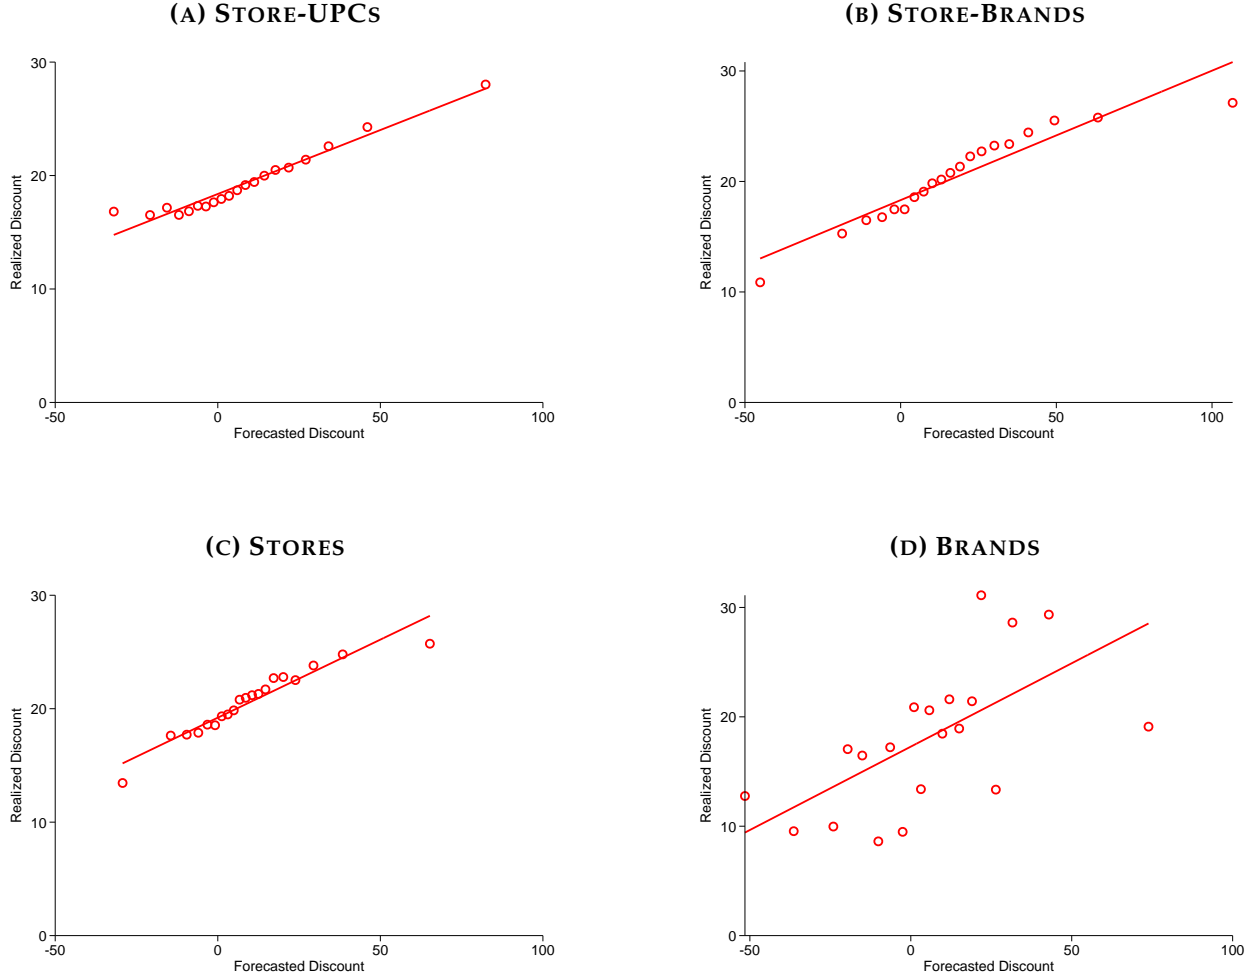 (A) STORE-UPCS
30
20
10
0
Realized Discount
-50 0 50 100
Forecasted Discount
(B) STORE-BRANDS
30
20
10
0
Realized Discount
-50 0 50 100
Forecasted Discount
(C) STORES
30
20
10
0
Realized Discount
-50 0 50 100
Forecasted Discount
(D) BRANDS
30
20
10
0
Realized Discount
-50 0 50 100
Forecasted Discount